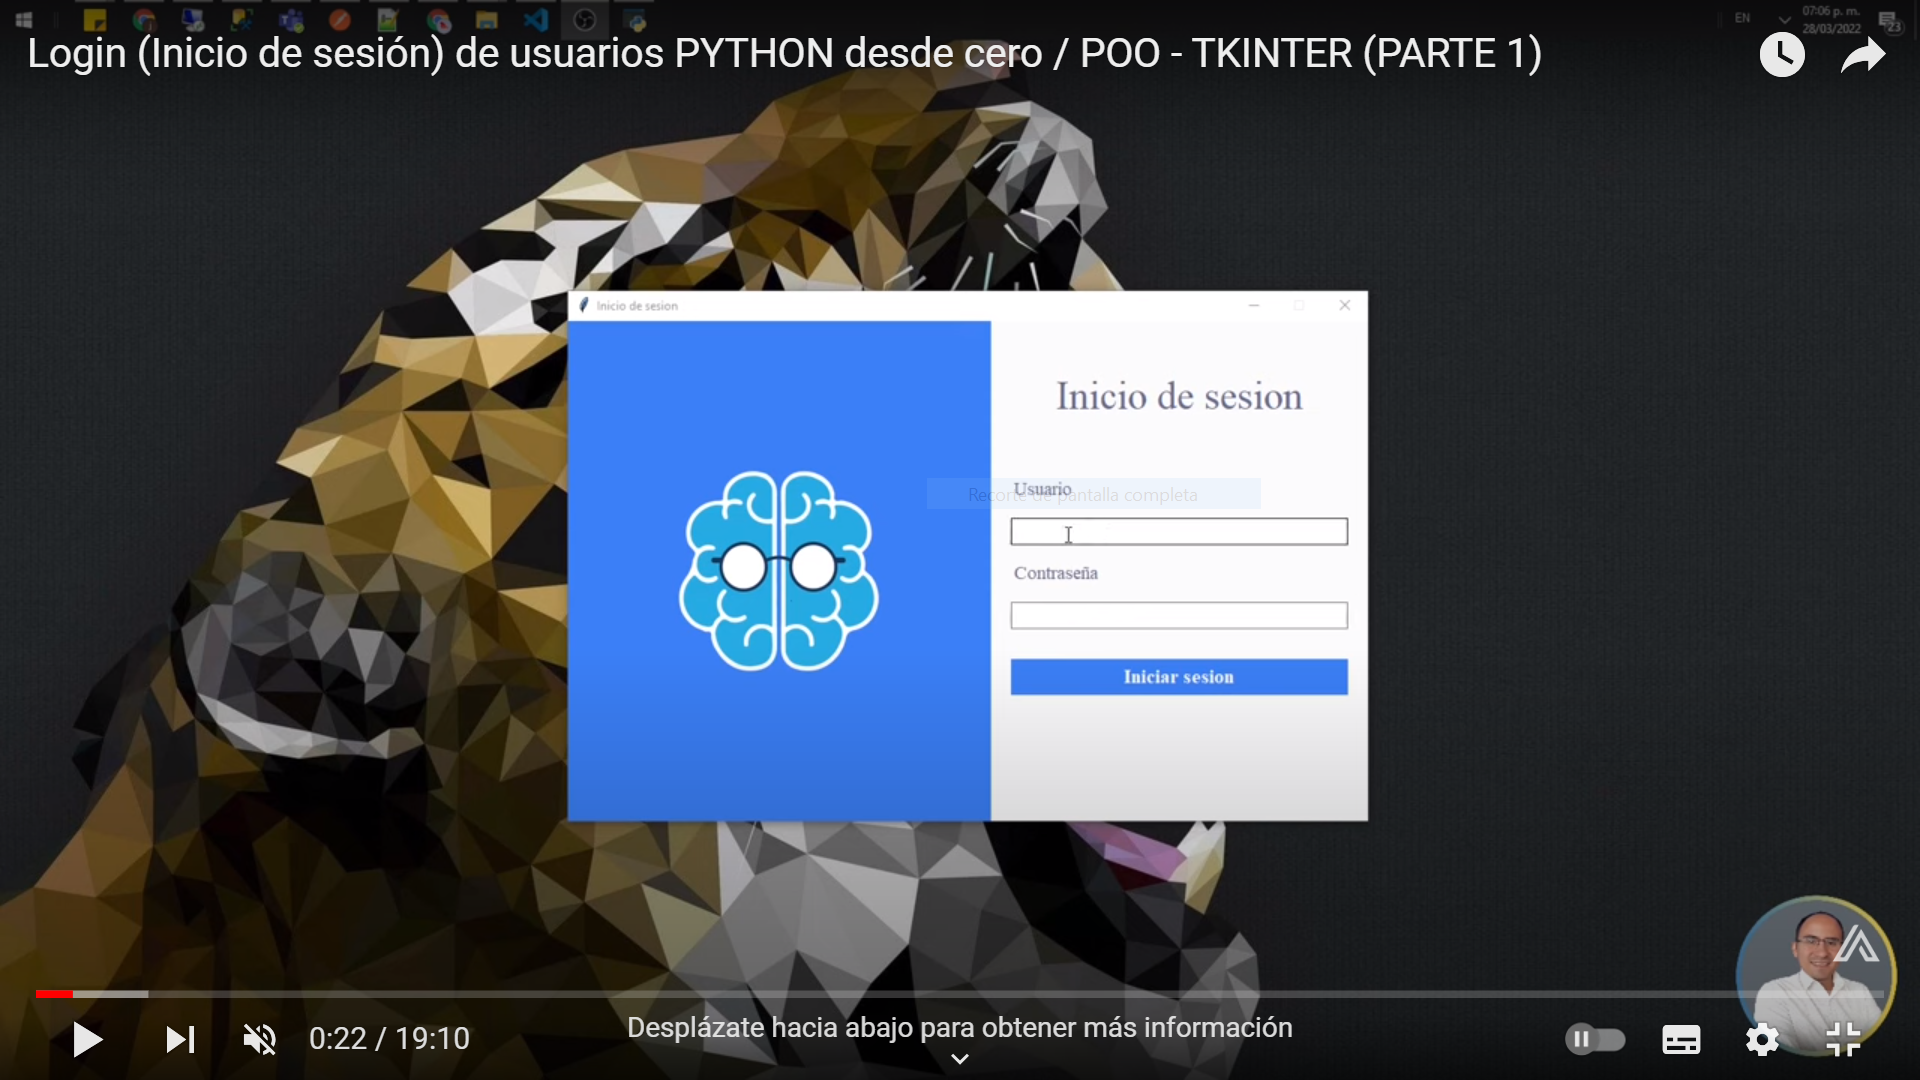 EN
07:06 p. m.
28/03/2022
23
Login (Inicio de sesión) de usuarios PYTHON desde cero / POO - TKINTER (PARTE 1)
Inicio de sesion
Inicio de sesion
Usuario
Recorte de pantalla completa
Contraseña
Iniciar sesion
0:22 / 19:10
Desplázate hacia abajo para obtener más información